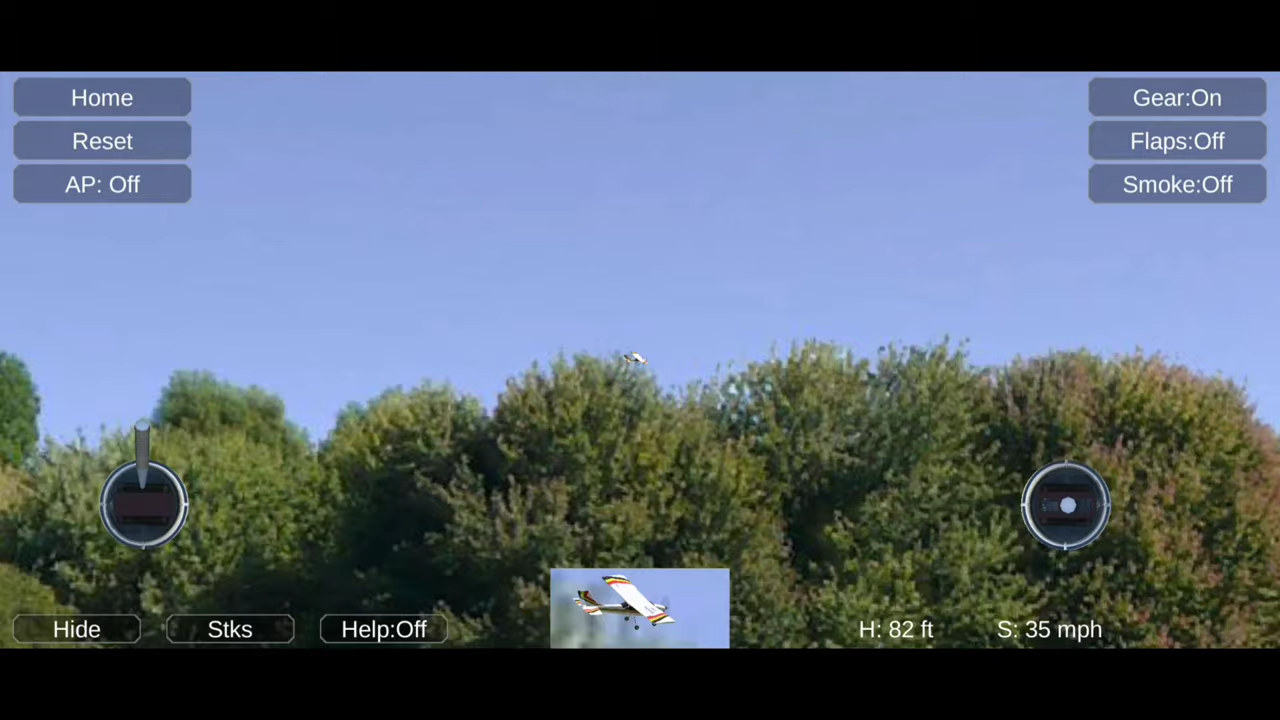 Home
Reset
AP: Off
Gear:On
Flaps:Off
Smoke:Off
Hide
Stks
Help:Off
H: 82 ft
S: 35 mph